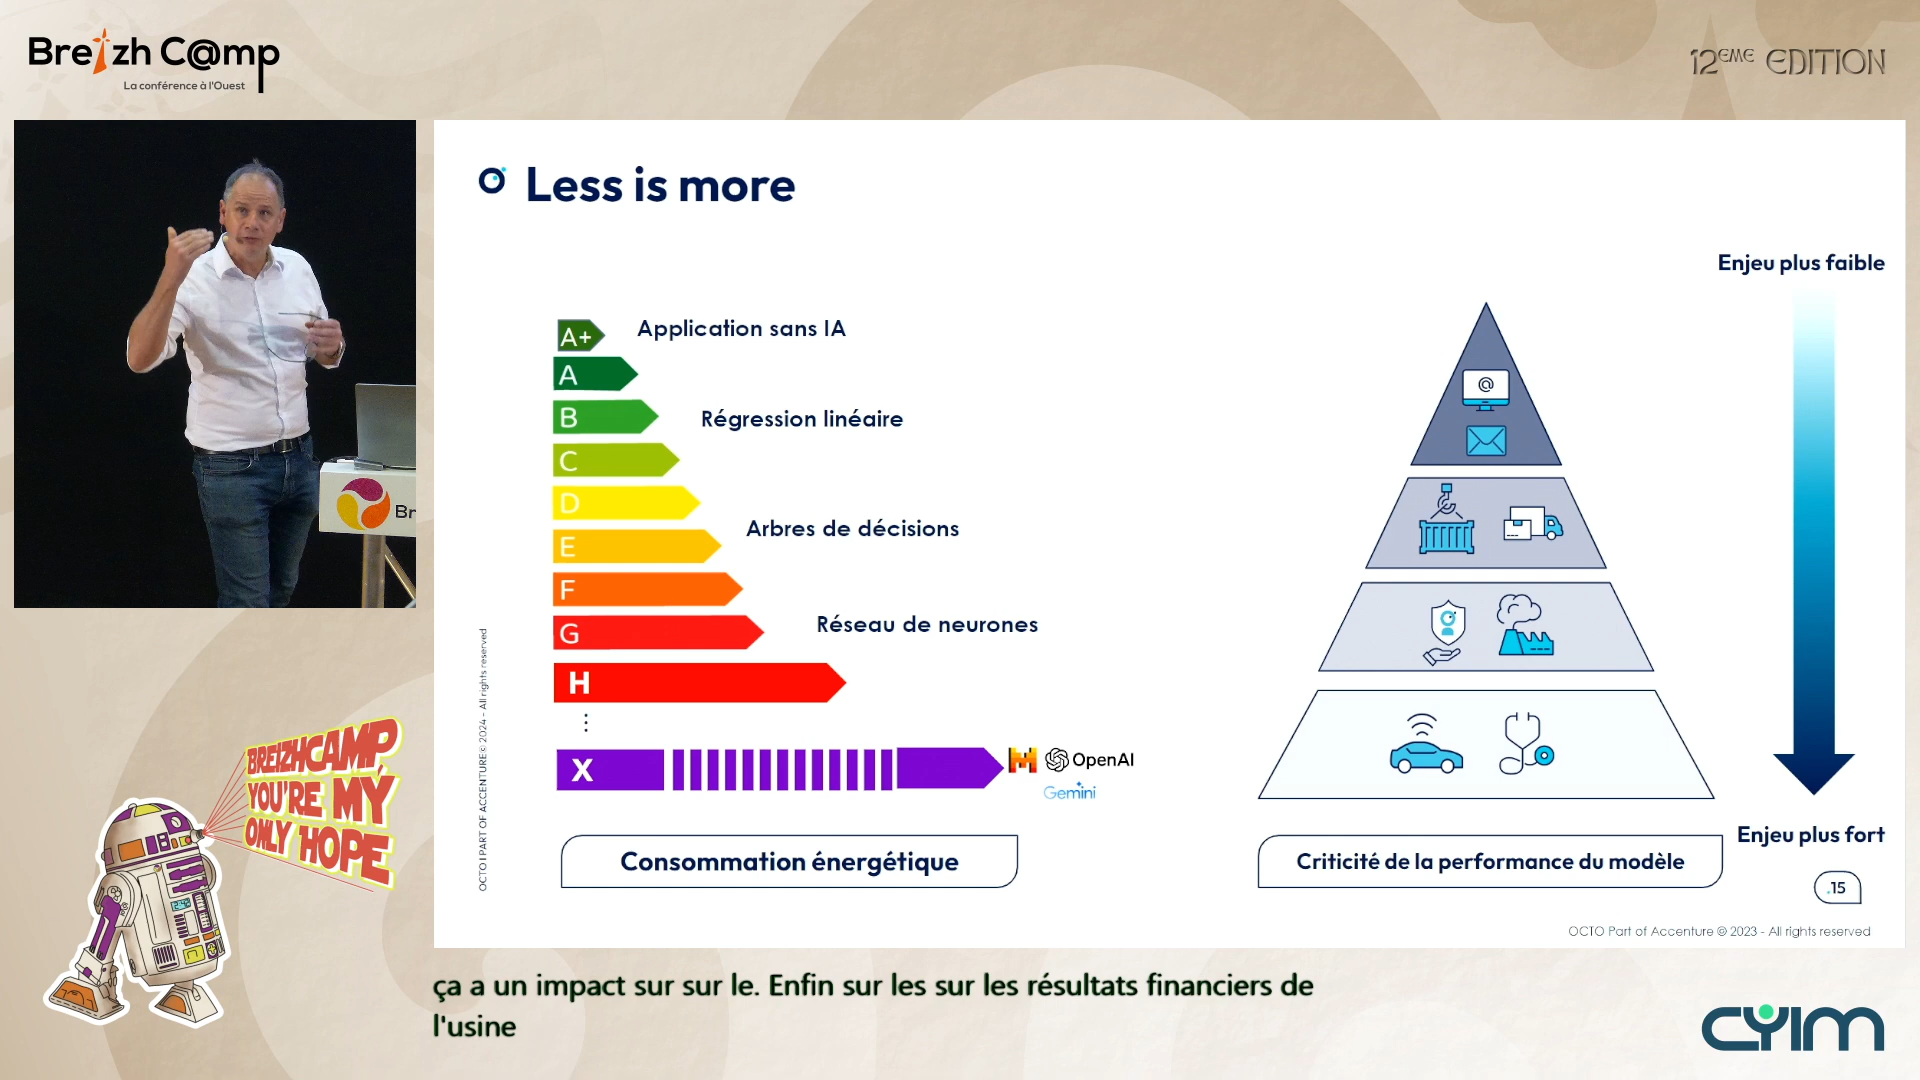 Breizh C@mp
La conférence à l'Ouest
12EME EDITION
Less is more
Enjeu plus faible
A+
Application sans IA
A
B
Régression linéaire
C
D
Arbres de décisions
E
F
G
Réseau de neurones
H
X
OpenAI
Gemini
@
Consommation énergétique
Criticité de la performance du modèle
Enjeu plus fort
.15
OCTO Part of Accenture © 2023 - All rights reserved
OCTO I PART OF ACCENTURE © 2024 - All rights reserved
Br
BREIZHCAMP,
YOU'RE MY
ONLY HOPE
ça a un impact sur sur le. Enfin sur les sur les résultats financiers de
l'usine
CYIM